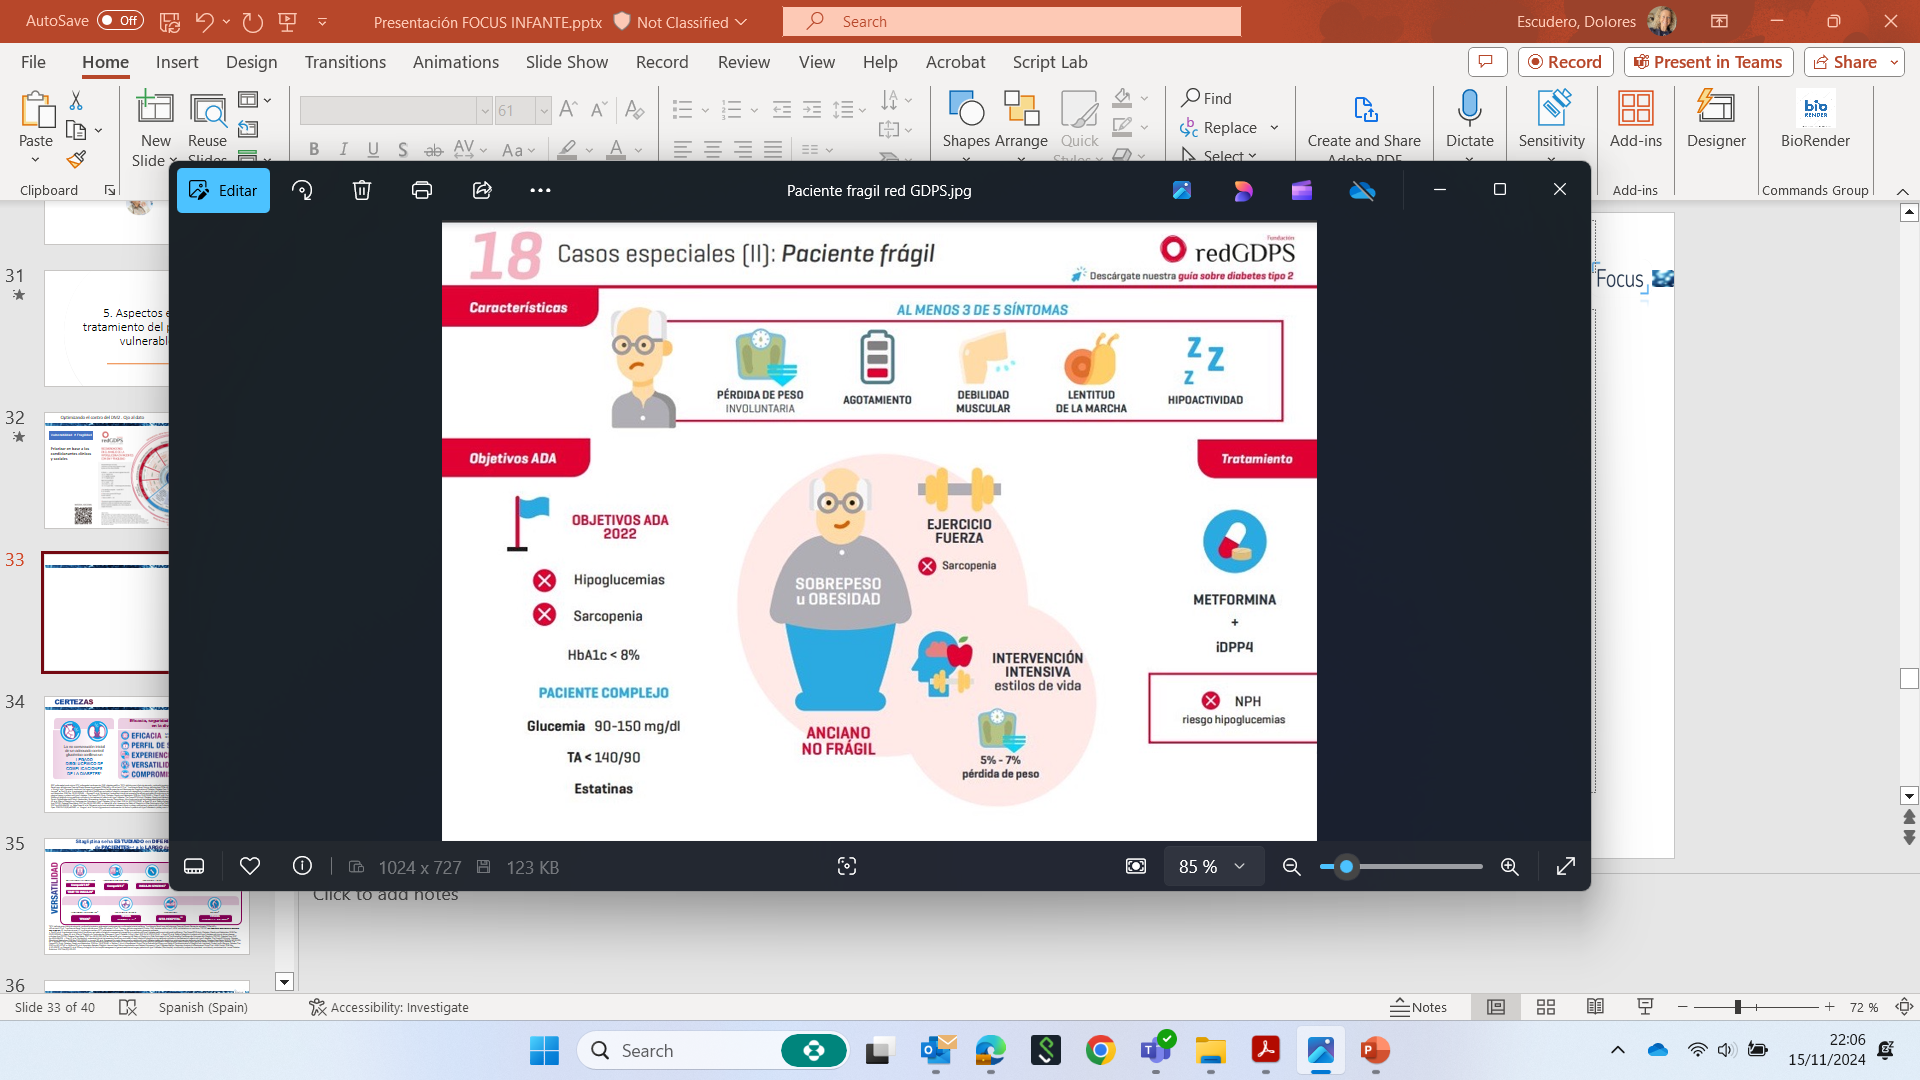 AutoSave Off
Presentación FOCUS INFANTE.pptx
Not Classified
Search
Escudero, Dolores
File Home Insert Design Transitions Animations Slide Show Record Review View Help Acrobat Script Lab
Record
Present in Teams
Share
Paste
New
Slide
Reuse
Slides
61
Shapes
Arrange
Quick
Styles
Find
Replace
Select
Create and Share
Adobe PDF
Dictate
Sensitivity
Add-ins
Designer
BioRender
Clipboard
Add-ins
Commands Group
Editar
Paciente fragil red GDPS.jpg
18 Casos especiales (II): Paciente frágil
Fundación
redGDPS
Descárgate nuestra guía sobre diabetes tipo 2
Características
AL MENOS 3 DE 5 SÍNTOMAS
PÉRDIDA DE PESO
INVOLUNTARIA
AGOTAMIENTO
DEBILIDAD
MUSCULAR
LENTITUD
DE LA MARCHA
HIPOACTIVIDAD
Objetivos ADA
OBJETIVOS ADA
2022
Hipoglucemias
Sarcopenia
HbA1c < 8%
PACIENTE COMPLEJO
Glucemia 90-150 mg/dl
TA < 140/90
Estatinas
SOBREPESO
u OBESIDAD
ANCIANO
NO FRÁGIL
EJERCICIO
FUERZA
Sarcopenia
INTERVENCIÓN
INTENSIVA
estilos de vida
5% - 7%
pérdida de peso
Tratamiento
METFORMINA
+
iDPP4
NPH
riesgo hipoglucemias
1024 x 727
123 KB
85 %
Focus
31
5. Aspectos e
tratamiento del p
vulnerabl
32
33
34
CERTEZAS
EFICACIA
PERFIL DE S
EXPERIENC
VERSATILID
COMPROMI
35
VERSATILIDAD
36
Click to add notes
Slide 33 of 40
Spanish (Spain)
Accessibility: Investigate
Notes
72 %
Search
22:06
15/11/2024